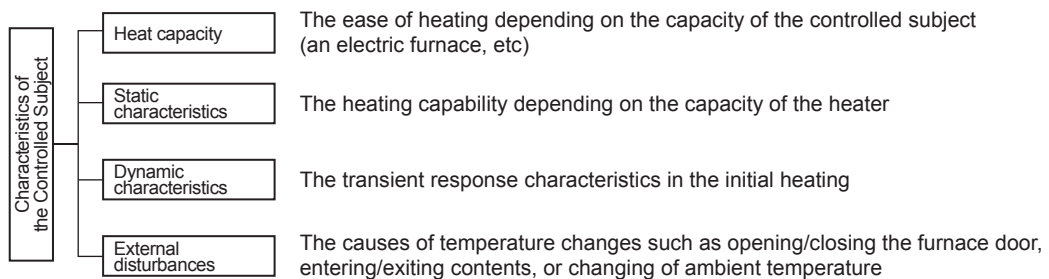 Characteristics of
the Controlled Subject
Heat capacity
The ease of heating depending on the capacity of the controlled subject
(an electric furnace, etc)
Static
characteristics
The heating capability depending on the capacity of the heater
Dynamic
characteristics
The transient response characteristics in the initial heating
External
disturbances
The causes of temperature changes such as opening/closing the furnace door,
entering/exiting contents, or changing of ambient temperature